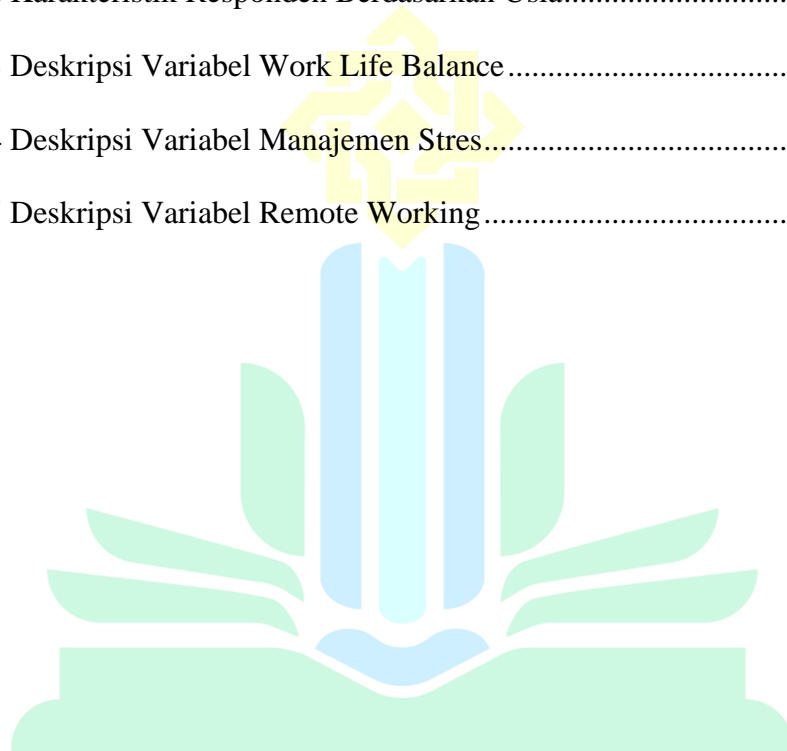 Karakteristik Responden Berdasarkan Usia....................................
Deskripsi Variabel Work Life Balance....................................
Deskripsi Variabel Manajemen Stres.......................................
Deskripsi Variabel Remote Working.......................................